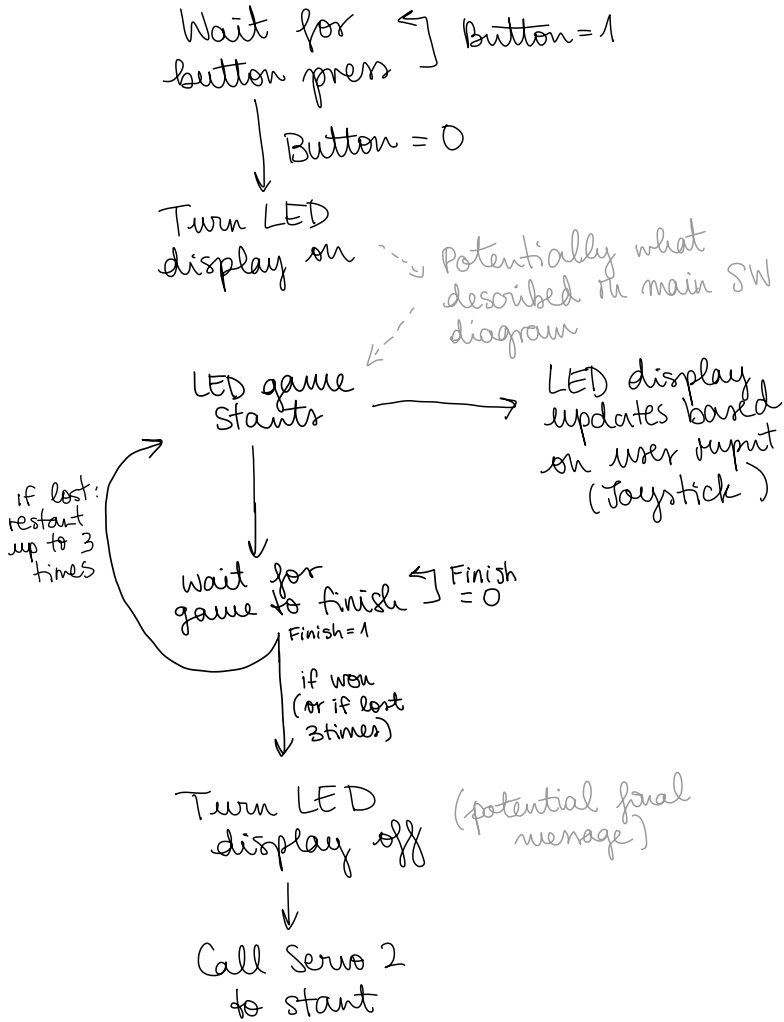 Wait for
button press
Button = 1
Button = 0
Turn LED
display on
Potentially what
described in main SW
diagram
LED game
starts
LED display
updates based
on user input
(Joystick)
if lost:
restart
up to 3
times
wait for
game to finish
Finish
= 0
Finish = 1
if won
(or if lost
3 times)
Turn LED
display off
(potential final
message)
Call Servo 2
to start